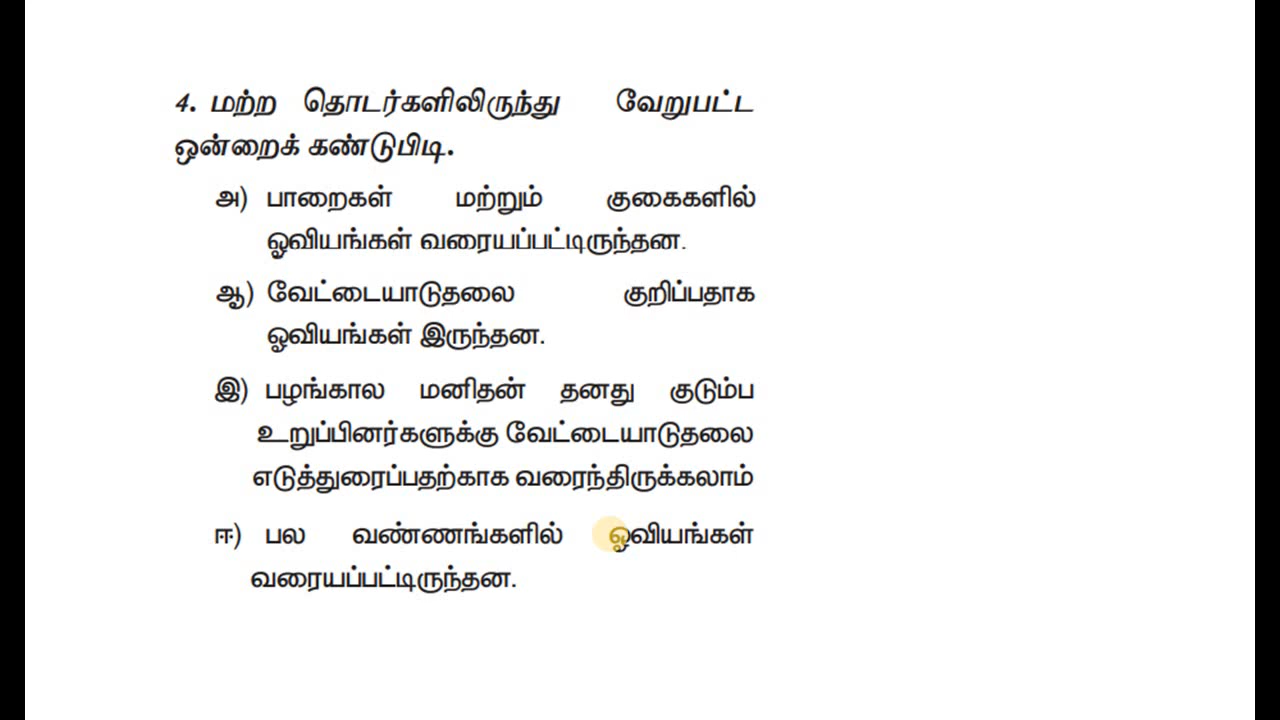 4. மற்ற தொடர்களிலிருந்து வேறுபட்ட
ஒன்றைக் கண்டுபிடி.
அ) பாறைகள் மற்றும் குகைகளில்
ஓவியங்கள் வரையப்பட்டிருந்தன.
ஆ) வேட்டையாடுதலை குறிப்பதாக
ஓவியங்கள் இருந்தன.
இ) பழங்கால மனிதன் தனது குடும்ப
உறுப்பினர்களுக்கு வேட்டையாடுதலை
எடுத்துரைப்பதற்காக வரைந்திருக்கலாம்
ஈ) பல வண்ணங்களில் ஓவியங்கள்
வரையப்பட்டிருந்தன.